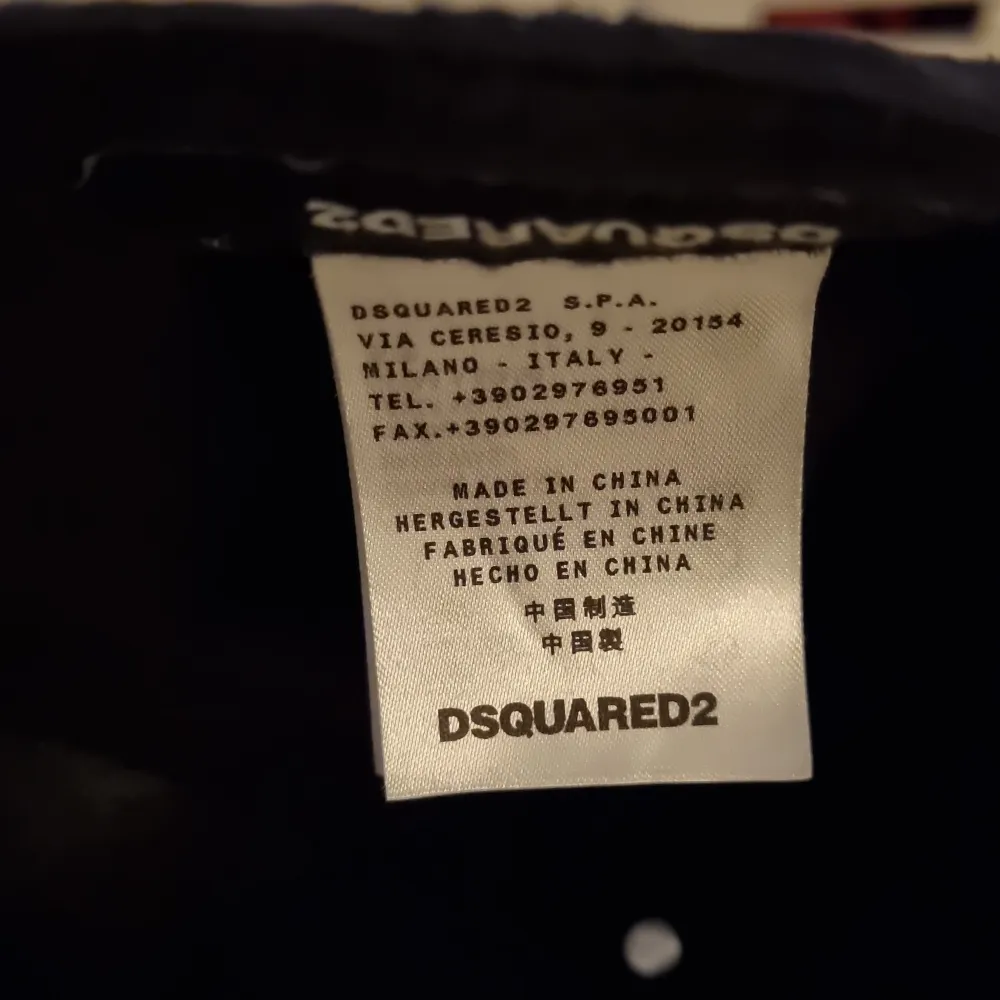 DSQUARED2
DSQUARED2 S.P.A.
VIA CERESIO, 9 - 20154
MILANO - ITALY -
TEL. +3902976951
FAX.+390297695001
MADE IN CHINA
HERGESTELLT IN CHINA
FABRIQUÉ EN CHINE
HECHO EN CHINA
中国制造
中国製
DSQUARED2